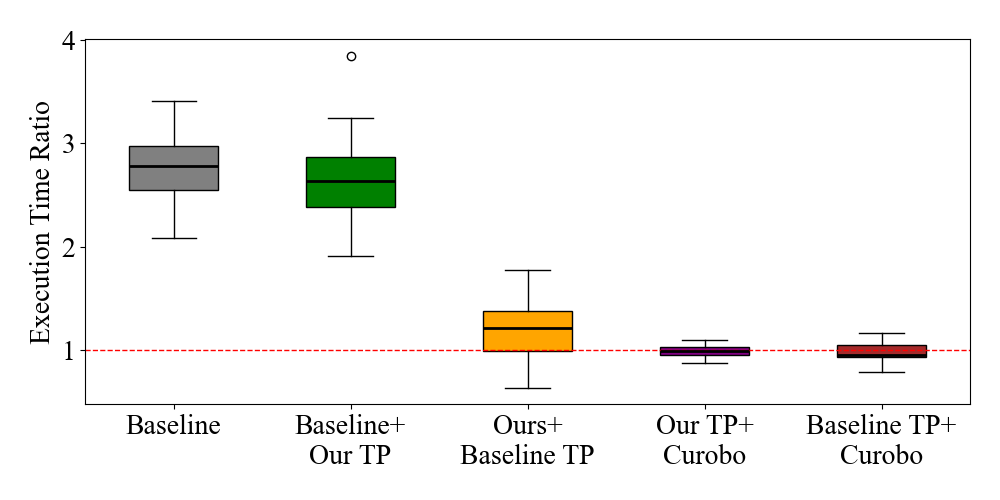 4
3
2
1
Execution Time Ratio
Baseline
Baseline+
Our TP
Ours+
Baseline TP
Our TP+
Curobo
Baseline TP+
Curobo